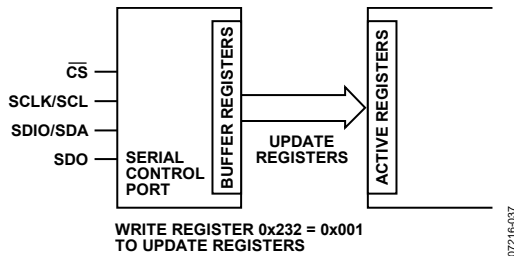 CS
SCLK/SCL
SDIO/SDA
SDO
SERIAL
CONTROL
PORT
BUFFER REGISTERS
UPDATE
REGISTERS
ACTIVE REGISTERS
WRITE REGISTER 0x232 = 0x001
TO UPDATE REGISTERS
07216-037